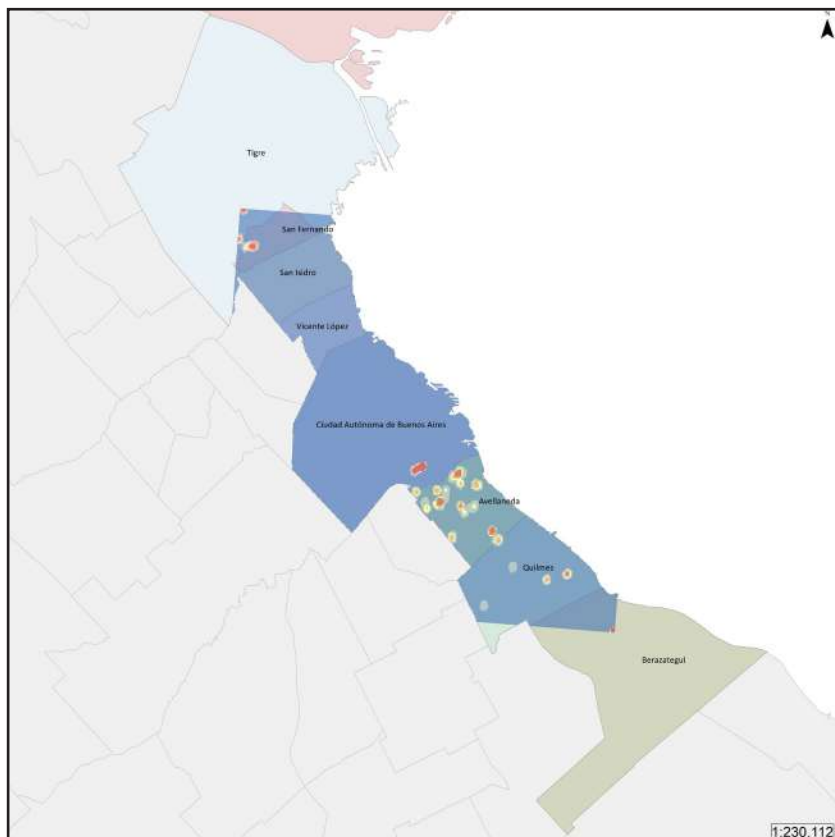 Tigre
San Fernando
San Isidro
Vicente López
Ciudad Autónoma de Buenos Aires
Avellaneda
Quilmes
Berazategui
1:230.112